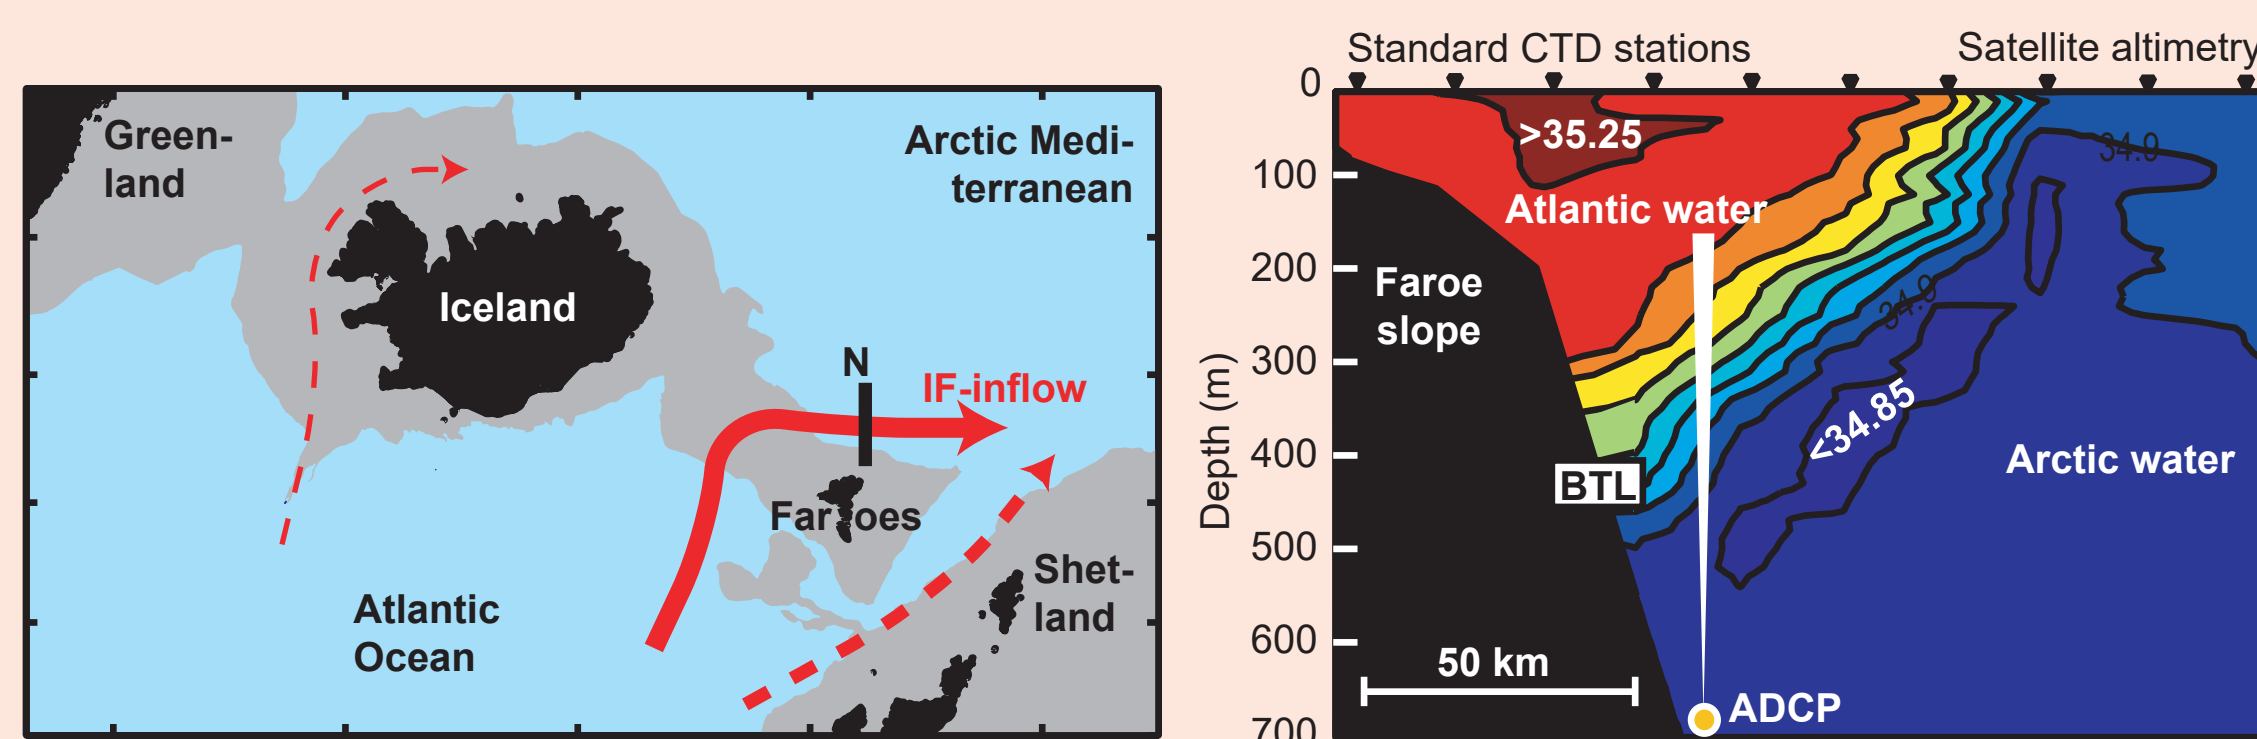 Green-
land
Arctic Medi-
terranean
Iceland
N
IF-inflow
Far oes
Shet-
land
Atlantic
Ocean
Standard CTD stations
Satellite altimetry
0
100
200
300
400
500
600
700
Depth (m)
>35.25
34.9
Atlantic water
Faroe
slope
34.9
<34.85
Arctic water
BTL
50 km
ADCP